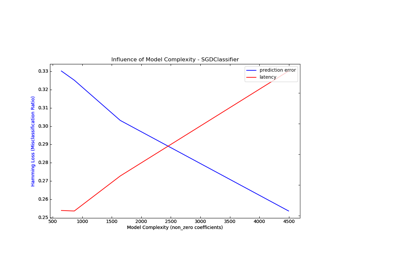 Influence of Model Complexity - SGDClassifier
prediction error
latency
0.33
0.32
0.31
0.30
0.29
0.28
0.27
0.26
0.25
Hamming Loss (Misclassification Ratio)
500 1000 1500 2000 2500 3000 3500 4000 4500
Model Complexity (non_zero coefficients)